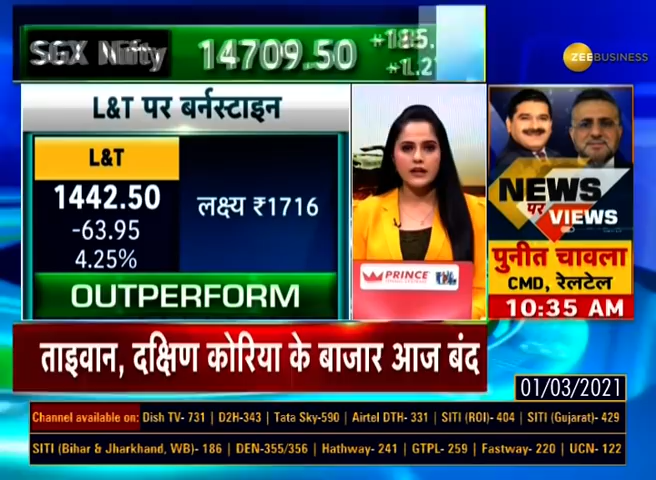 SGX Nifty 14709.50
ZEE BUSINESS
L&T पर बर्नस्टाइन
L&T
1442.50
-63.95
4.25%
लक्ष्य ₹1716
OUTPERFORM
PRINCE
NEWS
पर
VIEWS
पुनीत चावला
CMD, रेलटेल
10:35 AM
ताइवान, दक्षिण कोरिया के बाजार आज बंद
01/03/2021
Channel available on: Dish TV- 731 | D2H-343 | Tata Sky-590 | Airtel DTH- 331 | SITI (ROI)- 404 | SITI (Gujarat)- 429
SITI (Bihar & Jharkhand, WB)- 186 | DEN-355/356 | Hathway- 241 | GTPL- 259 | Fastway- 220 | UCN- 122